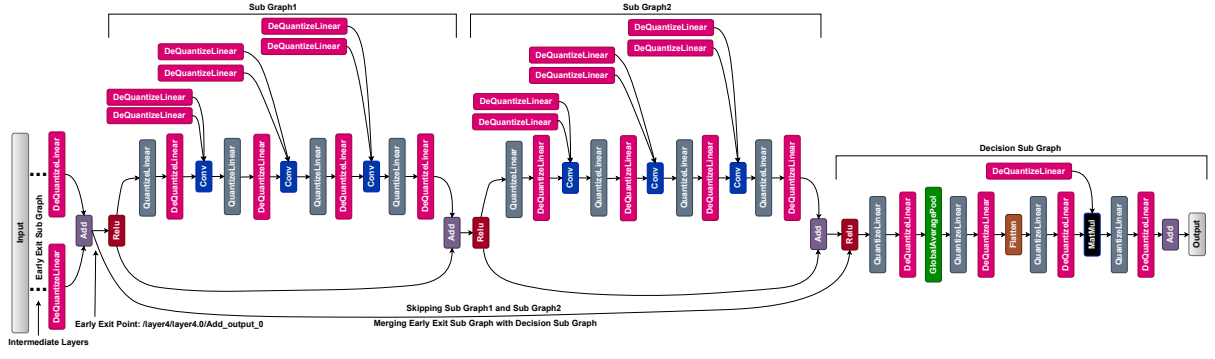 Sub Graph1
Sub Graph2
DeQuantizeLinear
DeQuantizeLinear
DeQuantizeLinear
DeQuantizeLinear
DeQuantizeLinear
DeQuantizeLinear
DeQuantizeLinear
DeQuantizeLinear
DeQuantizeLinear
DeQuantizeLinear
DeQuantizeLinear
DeQuantizeLinear
Input
Early Exit Sub Graph
DeQuantizeLinear
DeQuantizeLinear
Add
Relu
QuantizeLinear
DeQuantizeLinear
Conv
QuantizeLinear
DeQuantizeLinear
Conv
QuantizeLinear
DeQuantizeLinear
Conv
QuantizeLinear
DeQuantizeLinear
Add
Relu
QuantizeLinear
DeQuantizeLinear
Conv
QuantizeLinear
DeQuantizeLinear
Conv
QuantizeLinear
DeQuantizeLinear
Conv
QuantizeLinear
DeQuantizeLinear
Add
Relu
Decision Sub Graph
DeQuantizeLinear
QuantizeLinear
DeQuantizeLinear
GlobalAveragePool
QuantizeLinear
DeQuantizeLinear
Flatten
QuantizeLinear
DeQuantizeLinear
MatMul
QuantizeLinear
DeQuantizeLinear
Add
Output
Skipping Sub Graph1 and Sub Graph2
Early Exit Point: /layer4/layer4.0/Add_output_0
Merging Early Exit Sub Graph with Decision Sub Graph
Intermediate Layers